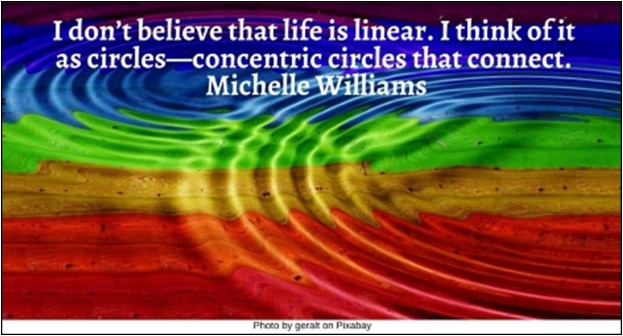 I don't believe that life is linear. I think of it
as circles—concentric circles that connect.
Michelle Williams
Photo by geralt on Pixabay